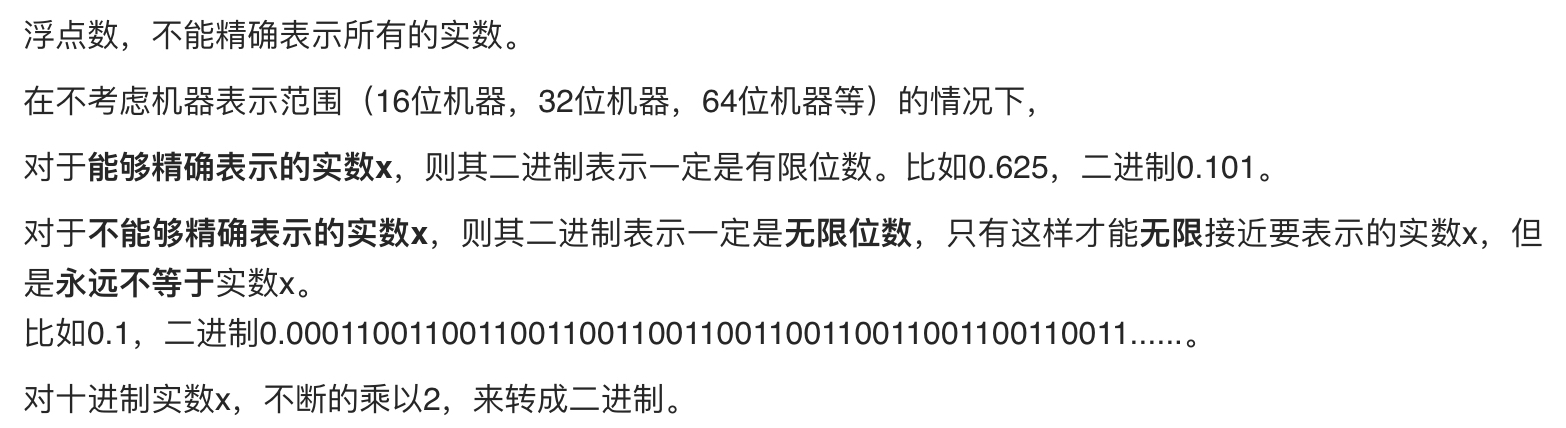 浮点数，不能精确表示所有的实数。
在不考虑机器表示范围（16位机器，32位机器，64位机器等）的情况下，
对于能够精确表示的实数x，则其二进制表示一定是有限位数。比如0.625，二进制0.101。
对于不能够精确表示的实数x，则其二进制表示一定是无限位数，只有这样才能无限接近要表示的实数x，但
是永远不等于实数x。
比如0.1，二进制0.000110011001100110011001100110011001100110011001100110011......。
对十进制实数x，不断的乘以2，来转成二进制。